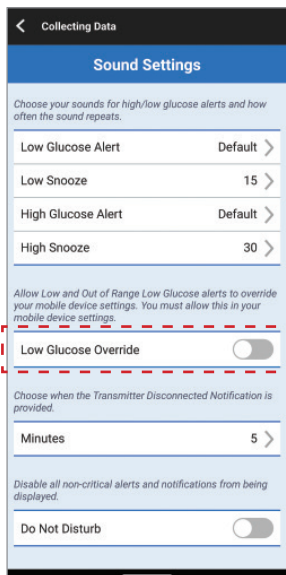 Collecting Data
Sound Settings
Choose your sounds for high/low glucose alerts and how
often the sound repeats.
Low Glucose Alert Default
Low Snooze 15
High Glucose Alert Default
High Snooze 30
Allow Low and Out of Range Low Glucose alerts to override
your mobile device settings. You must allow this in your
mobile device settings.
Low Glucose Override
Choose when the Transmitter Disconnected Notification is
provided.
Minutes 5
Disable all non-critical alerts and notifications from being
displayed.
Do Not Disturb